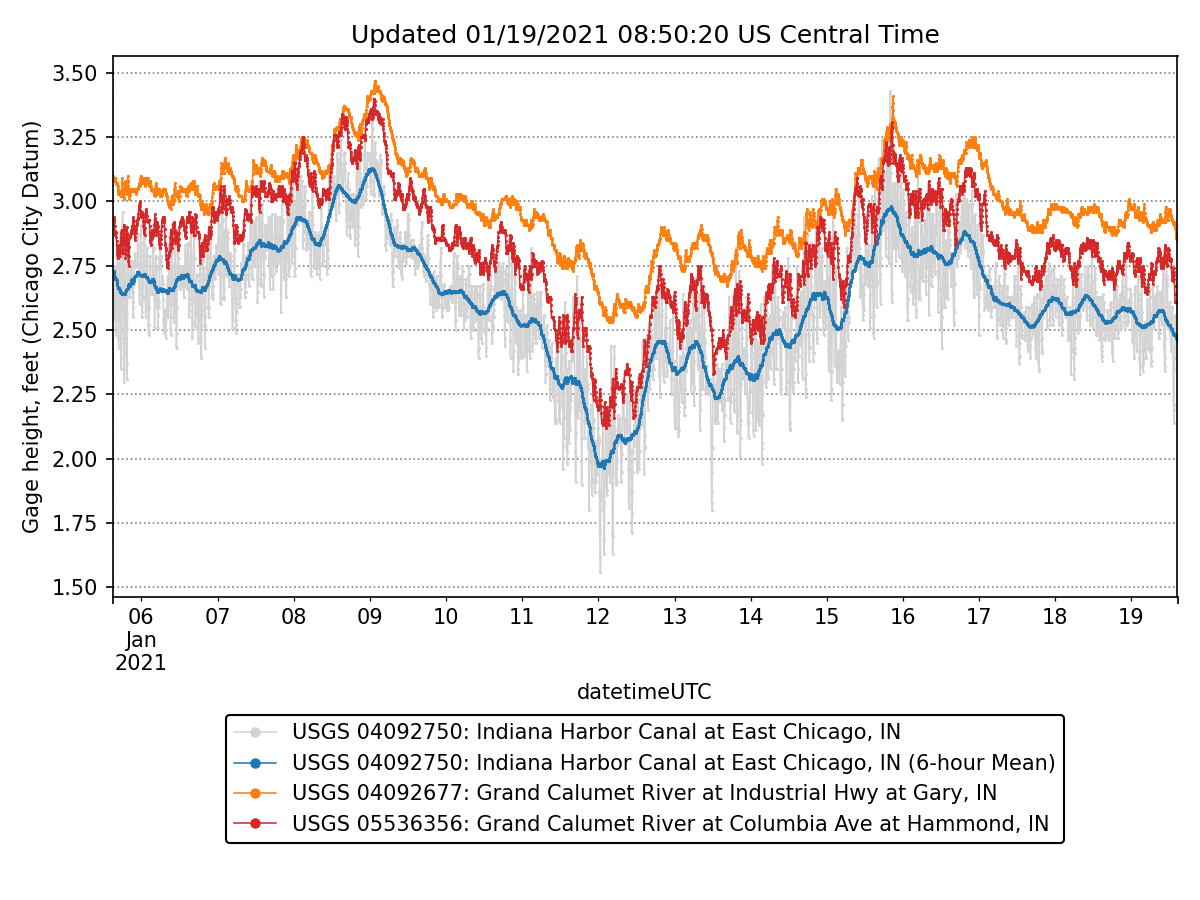 Updated 01/19/2021 08:50:20 US Central Time
Gage height, feet (Chicago City Datum)
3.50
3.25
3.00
2.75
2.50
2.25
2.00
1.75
1.50
06 07 08 09 10 11 12 13 14 15 16 17 18 19
Jan
2021
datetimeUTC
USGS 04092750: Indiana Harbor Canal at East Chicago, IN
USGS 04092750: Indiana Harbor Canal at East Chicago, IN (6-hour Mean)
USGS 04092677: Grand Calumet River at Industrial Hwy at Gary, IN
USGS 05536356: Grand Calumet River at Columbia Ave at Hammond, IN